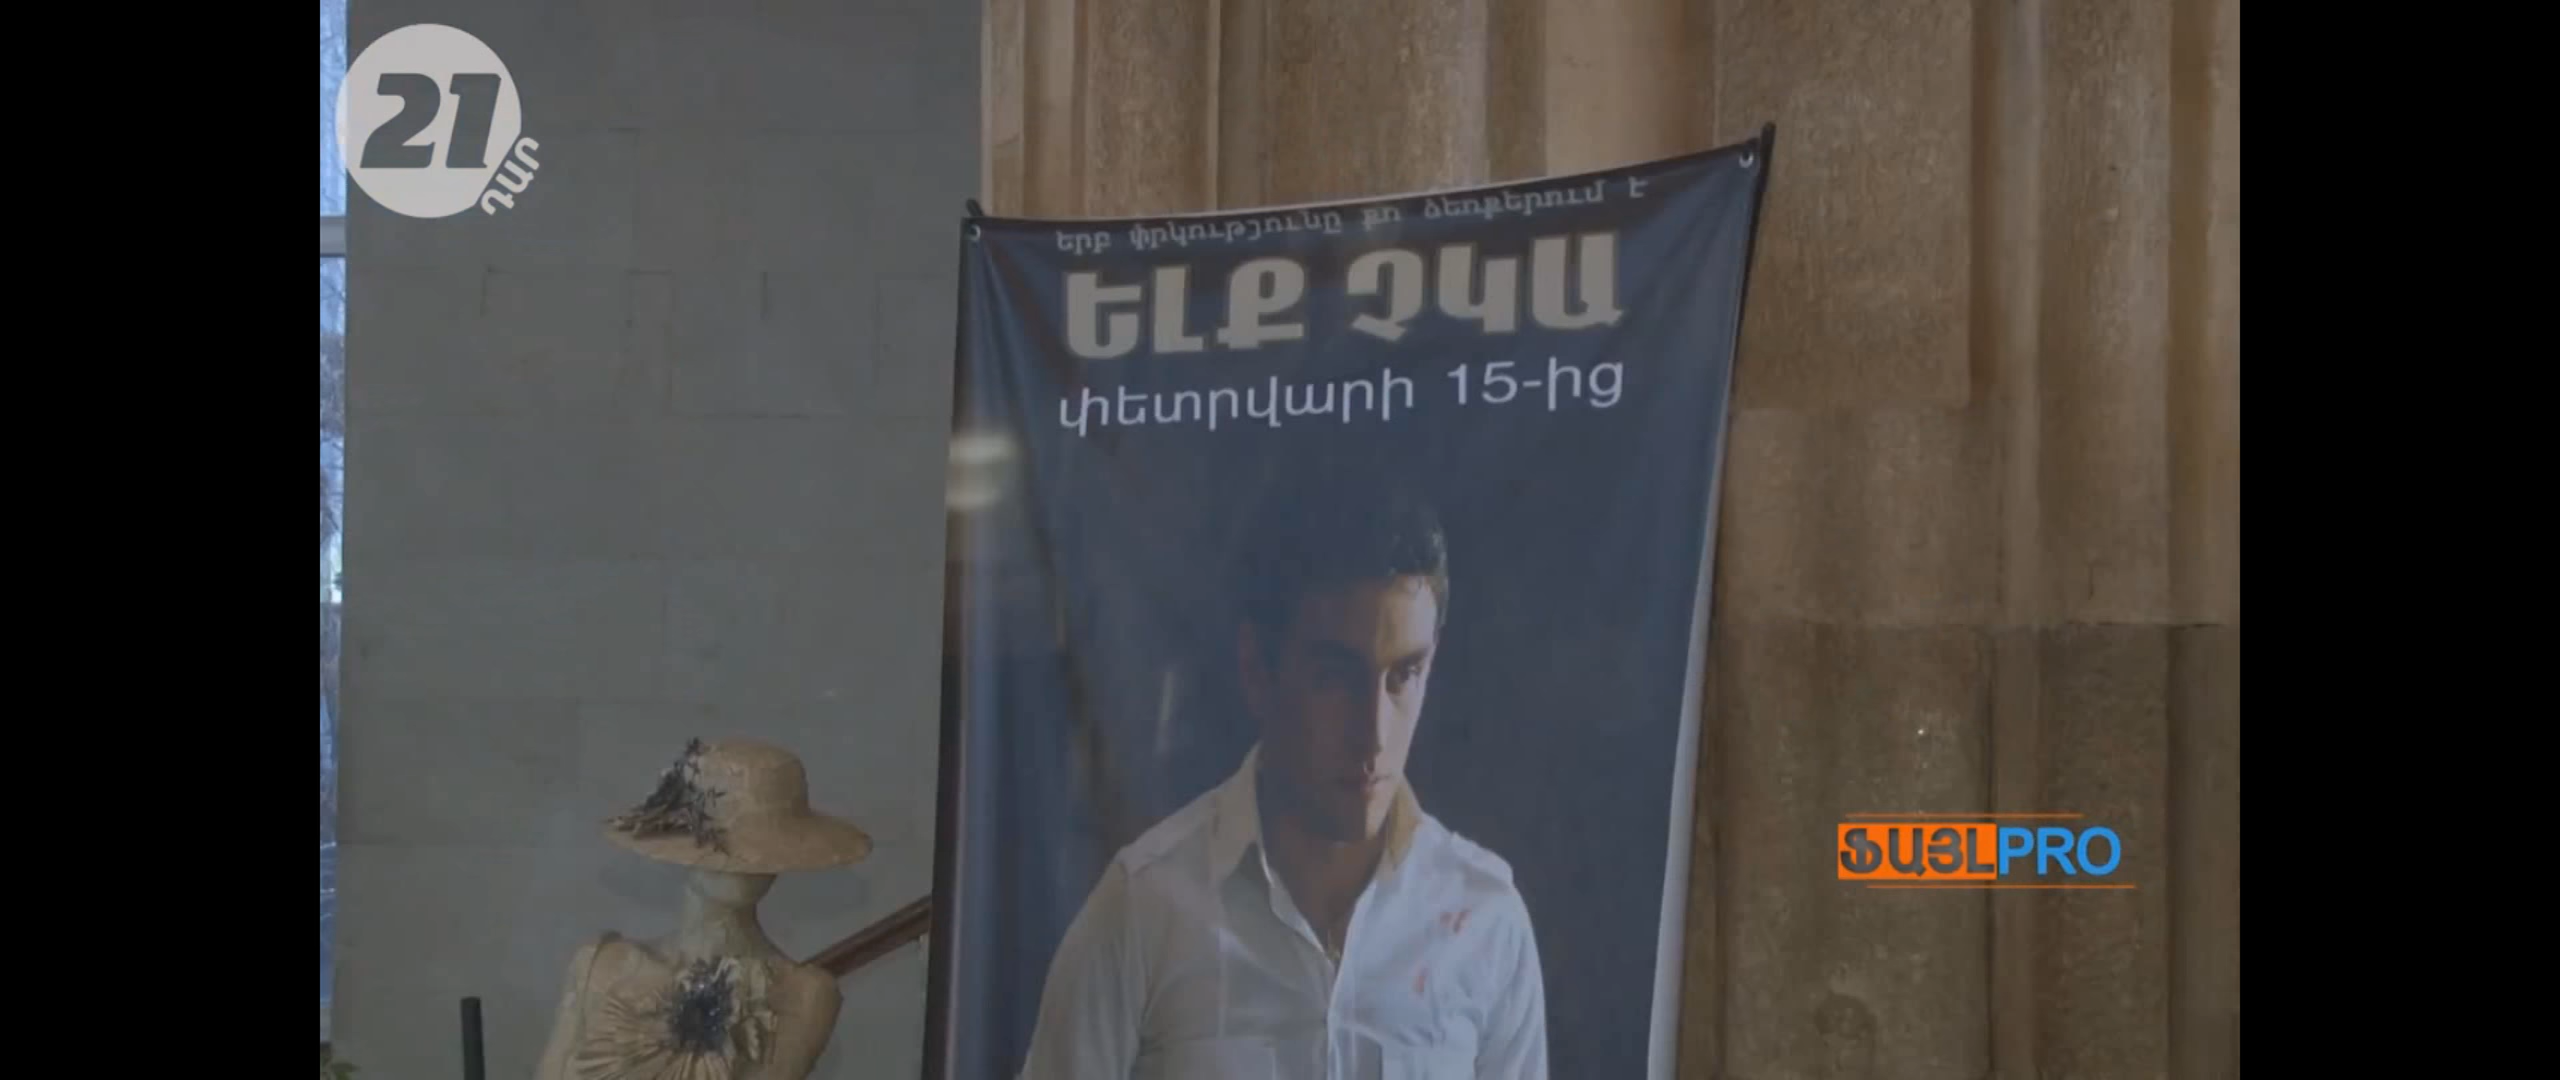 21
ԴԱՐ
երբ փրկությունը քո ձեռքերում է
ԵԼՔ ՉԿԱ
փետրվարի 15-ից
ՖԱՅԼPRO